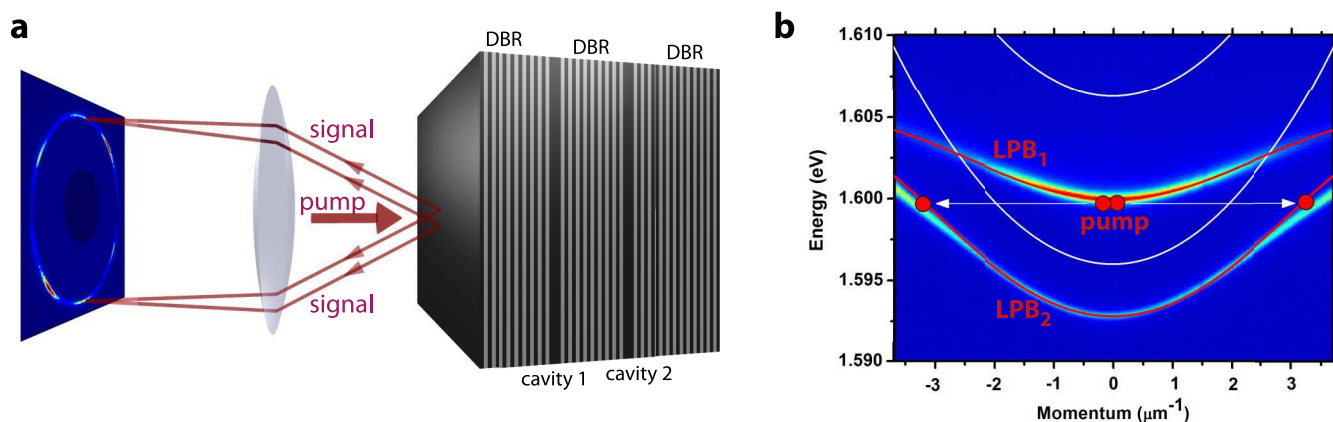 a
DBR
DBR
DBR
signal
pump
signal
cavity 1
cavity 2
b
1.610
1.605
1.600
1.595
1.590
Energy (eV)
LPB₁
pump
LPB₂
-3
-2
-1
0
1
2
3
Momentum (μm⁻¹)